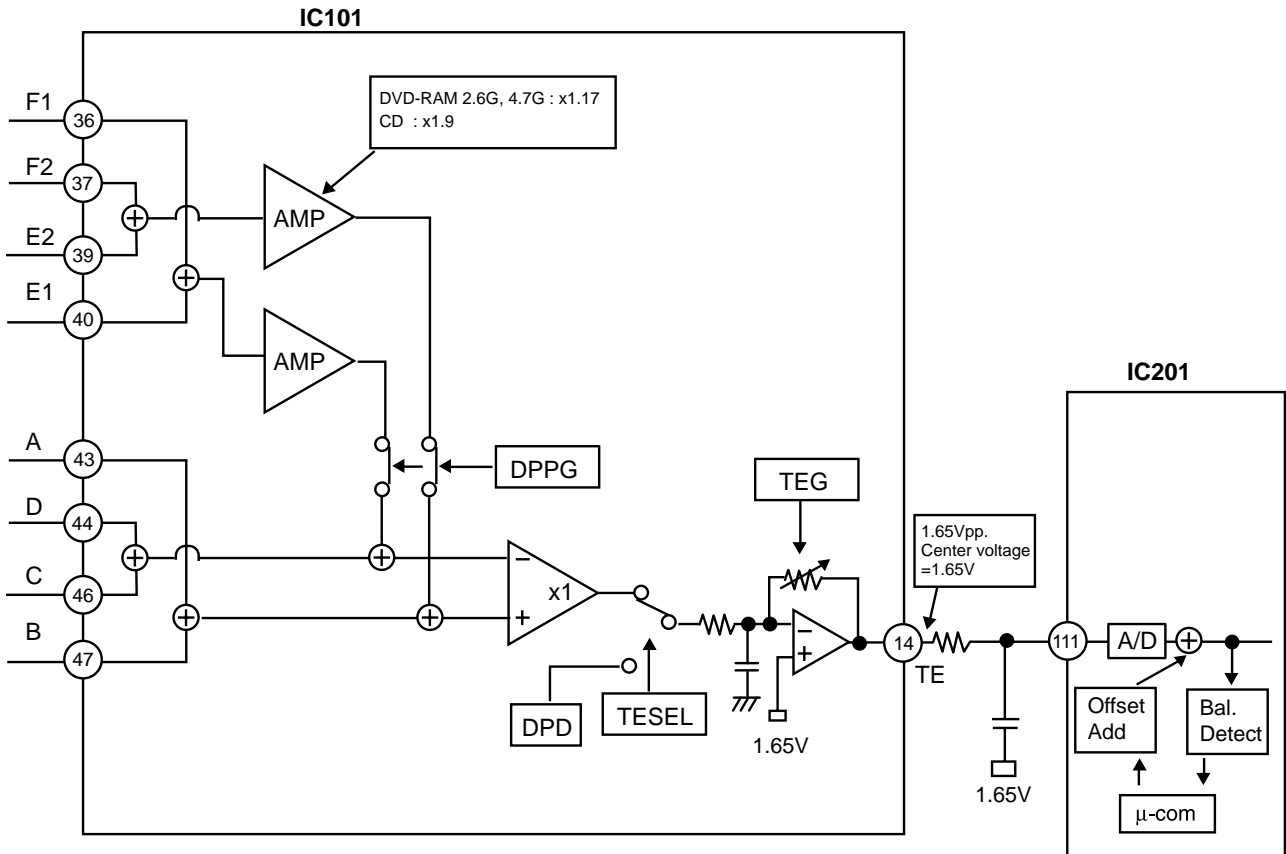 IC101
DVD-RAM 2.6G, 4.7G : x1.17
CD : x1.9
F1
36
F2
37
E2
39
E1
40
AMP
AMP
A
43
D
44
C
46
B
47
DPPG
TEG
x1
−
+
−
+
1.65V
DPD
TESEL
1.65Vpp.
Center voltage
=1.65V
14
TE
1.65V
IC201
111
A/D
Offset
Add
Bal.
Detect
μ-com